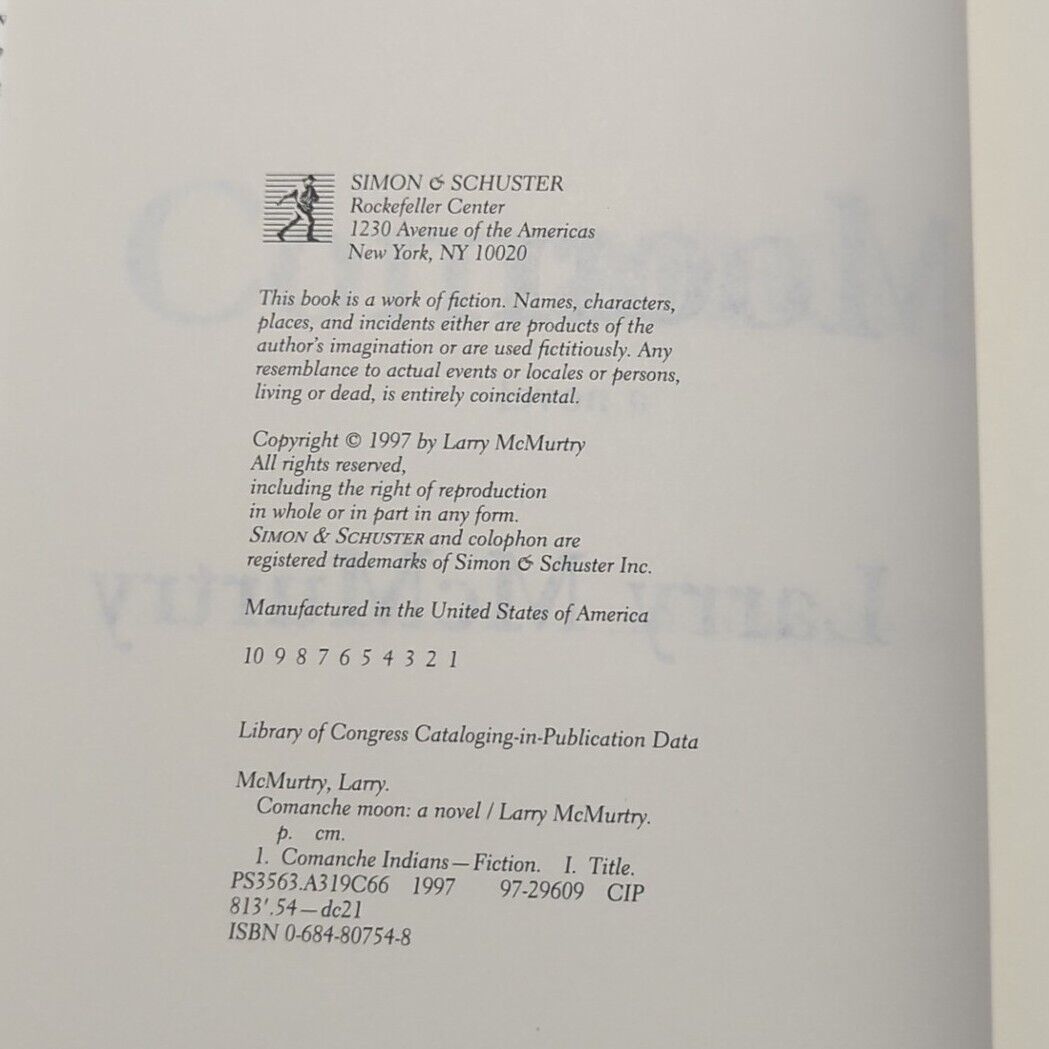 SIMON & SCHUSTER
Rockefeller Center
1230 Avenue of the Americas
New York, NY 10020
This book is a work of fiction. Names, characters,
places, and incidents either are products of the
author's imagination or are used fictitiously. Any
resemblance to actual events or locales or persons,
living or dead, is entirely coincidental.
Copyright © 1997 by Larry McMurtry
All rights reserved,
including the right of reproduction
in whole or in part in any form.
SIMON & SCHUSTER and colophon are
registered trademarks of Simon & Schuster Inc.
Manufactured in the United States of America
10 9 8 7 6 5 4 3 2 1
Library of Congress Cataloging-in-Publication Data
McMurtry, Larry.
Comanche moon: a novel / Larry McMurtry.
p. cm.
1. Comanche Indians—Fiction. I. Title.
PS3563.A319C66 1997 97-29609 CIP
813'.54—dc21
ISBN 0-684-80754-8